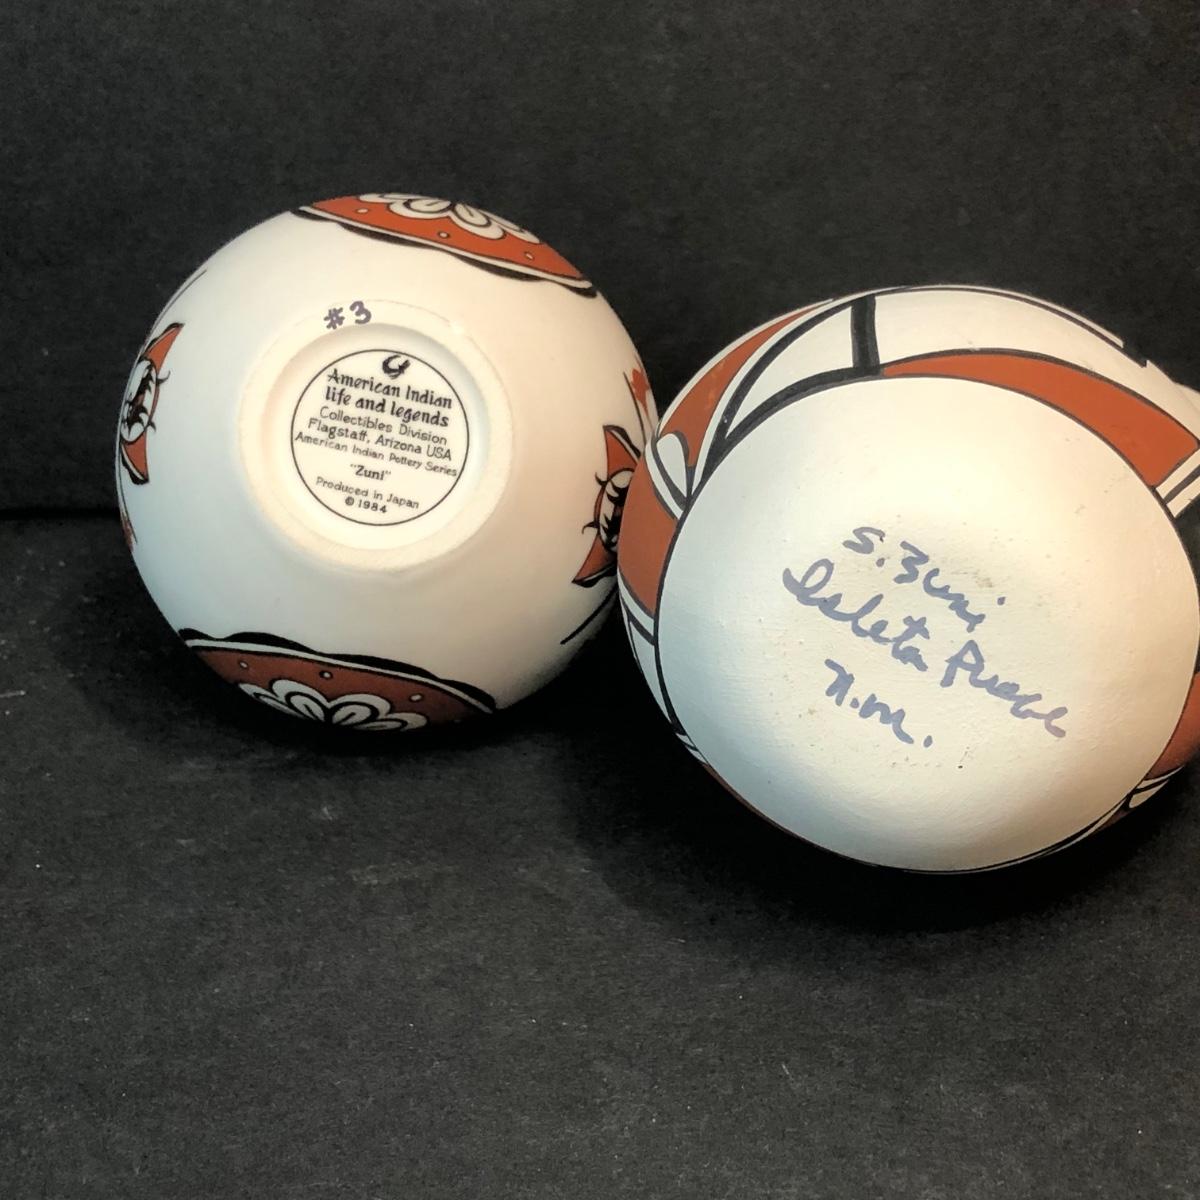 #3
American Indian
life and legends
Collectibles Division
Flagstaff, Arizona USA
American Indian Pottery Series
"Zuni"
Produced in Japan
© 1984
S. Zuni
Isleta Pueblo
N.M.